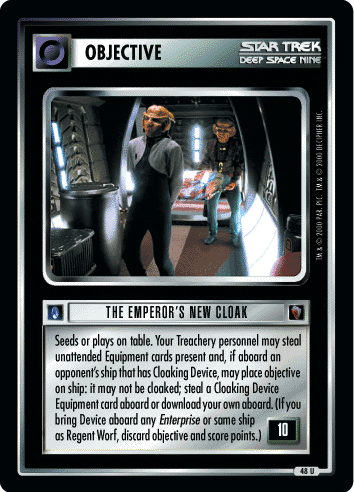 OBJECTIVE
STAR TREK
DEEP SPACE NINE
TM & © 2000 PAR. PIC. TM & © 2000 DECIPHER INC.
THE EMPEROR'S NEW CLOAK
Seeds or plays on table. Your Treachery personnel may steal
unattended Equipment cards present and, if aboard an
opponent's ship that has Cloaking Device, may place objective
on ship: it may not be cloaked; steal a Cloaking Device
Equipment card aboard or download your own aboard. (If you
bring Device aboard any Enterprise or same ship
as Regent Worf, discard objective and score points.)
10
48 U